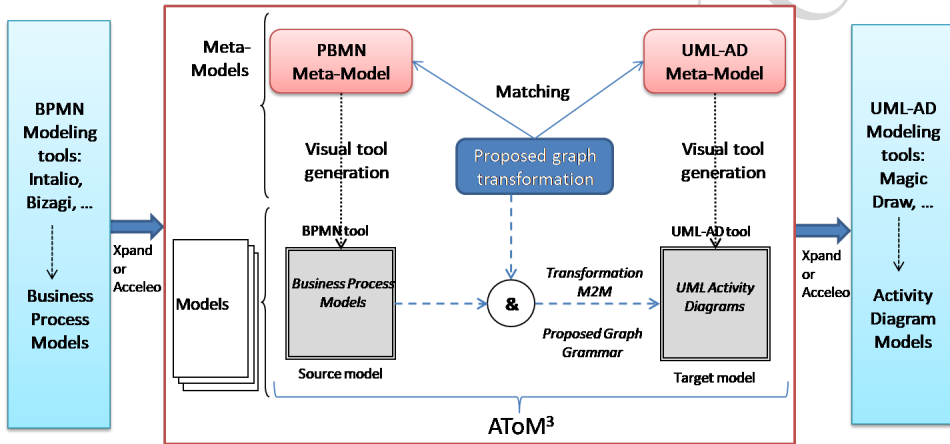 BPMN
Modeling
tools:
Intalio,
Bizagi, ...
Business
Process
Models
Xpand
or
Acceleo
Meta-
Models
Models
PBMN
Meta-Model
UML-AD
Meta-Model
Matching
Proposed graph
transformation
Visual tool
generation
Visual tool
generation
BPMN tool
Business Process
Models
Source model
&
Transformation
M2M
Proposed Graph
Grammar
UML-AD tool
UML Activity
Diagrams
Target model
AToM³
Xpand
or
Acceleo
UML-AD
Modeling
tools:
Magic
Draw, ...
Activity
Diagram
Models